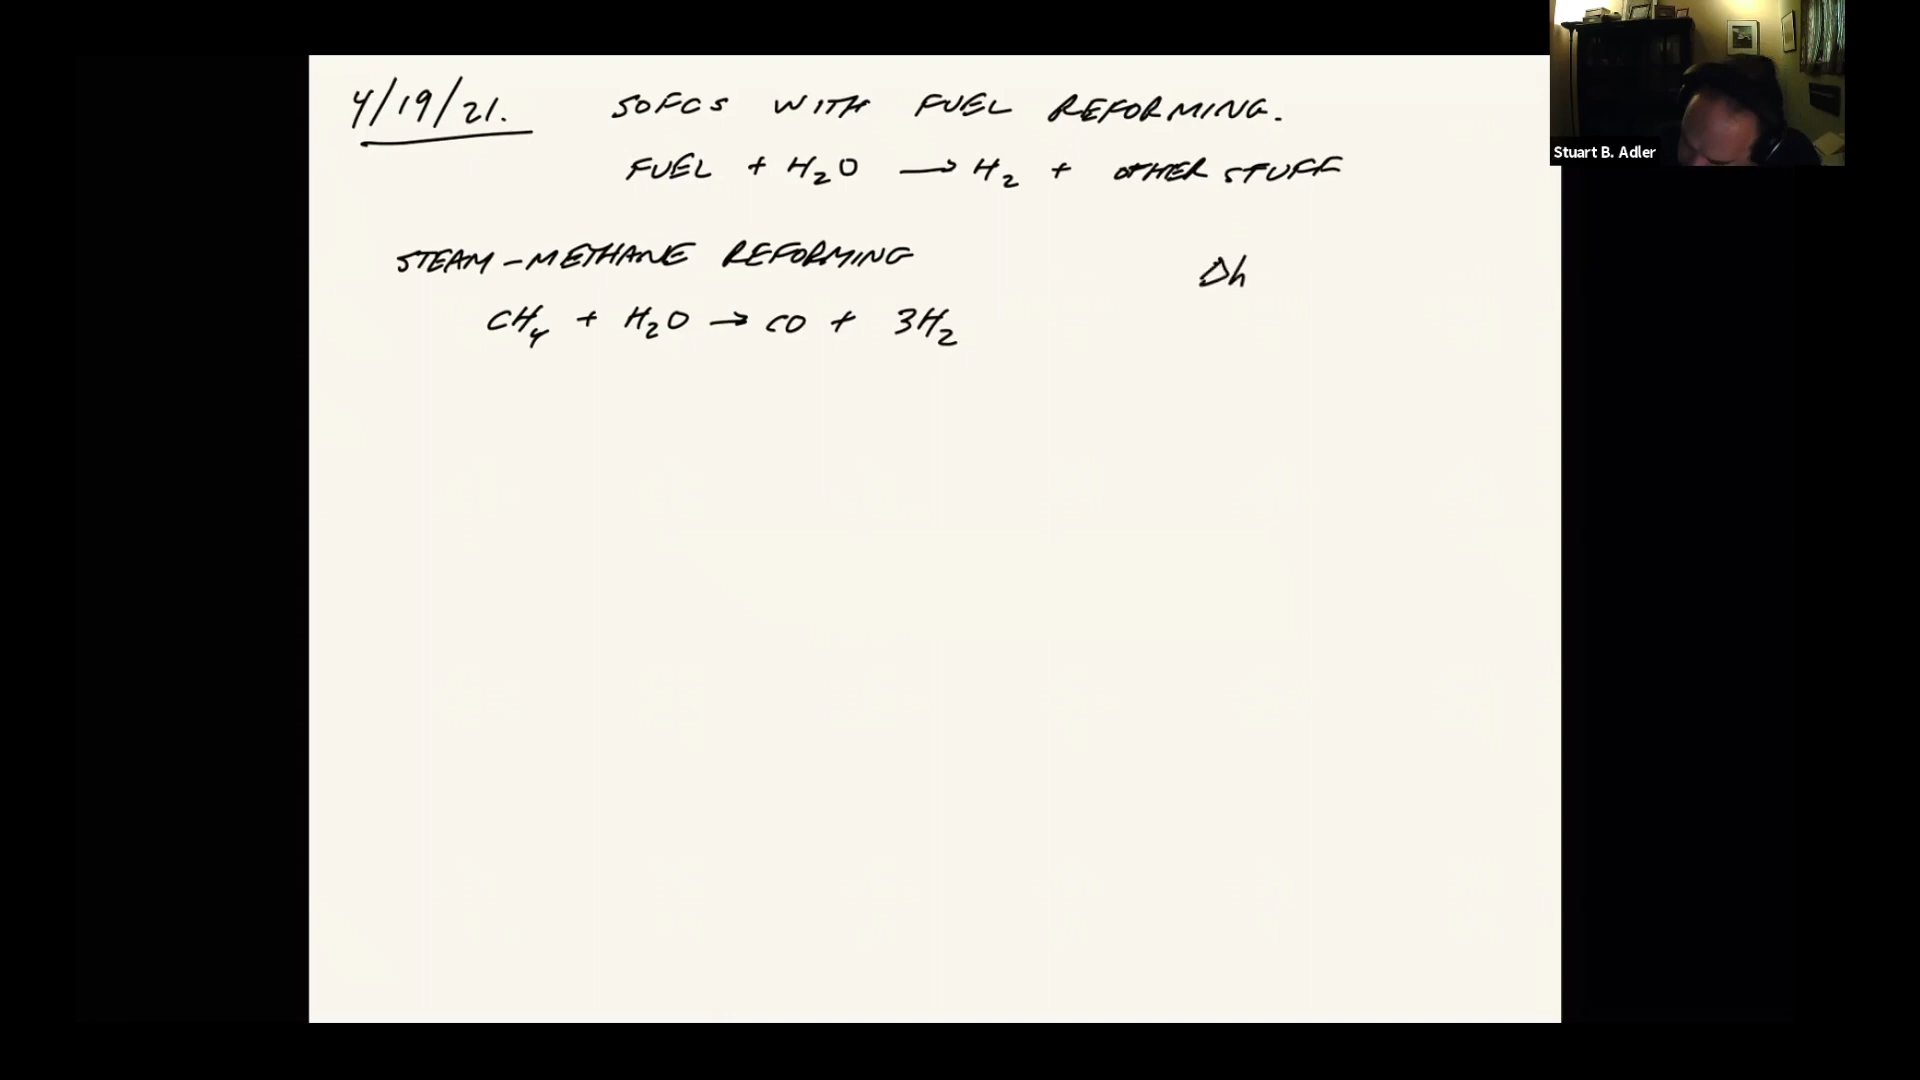 4/19/21. SOFCS WITH FUEL REFORMING.
FUEL + H₂O → H₂ + OTHER STUFF
STEAM-METHANE REFORMING
Δh
CH₄ + H₂O → CO + 3H₂
Stuart B. Adler